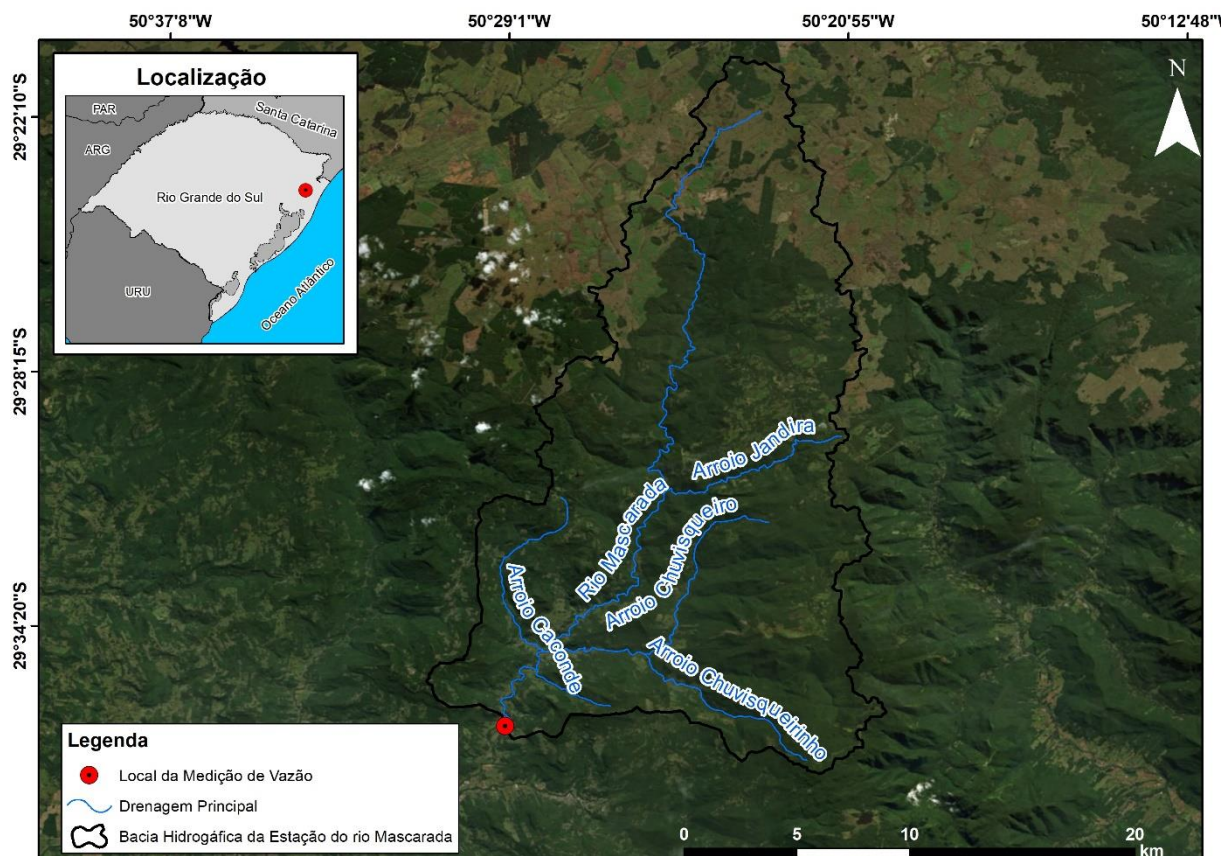 50°37'8"W
50°29'1"W
50°20'55"W
50°12'48"W
29°22'10"S
29°28'15"S
29°34'20"S
Localização
PAR
ARG
Santa Catarina
Rio Grande do Sul
URU
Oceano Atlântico
N
Arroio Jandira
Rio Mascarada
Arroio Chuvisqueiro
Arroio Caconde
Arroio Chuvisqueirinho
Legenda
Local da Medição de Vazão
Drenagem Principal
Bacia Hidrogáfica da Estação do rio Mascarada
0 5 10 20
km